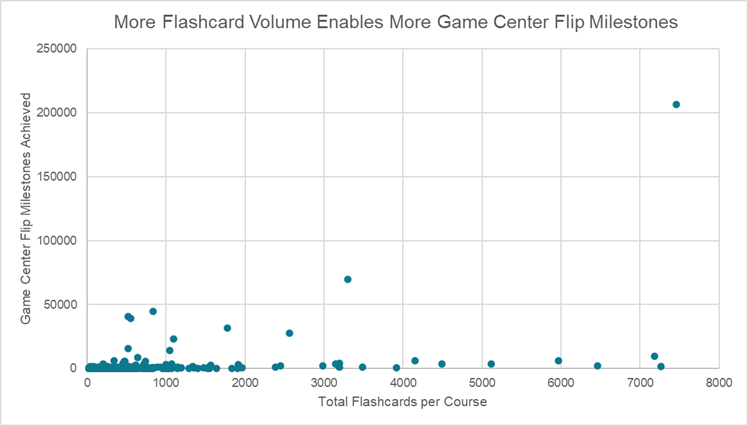 More Flashcard Volume Enables More Game Center Flip Milestones
Game Center Flip Milestones Achieved
250000
200000
150000
100000
50000
0
0 1000 2000 3000 4000 5000 6000 7000 8000
Total Flashcards per Course